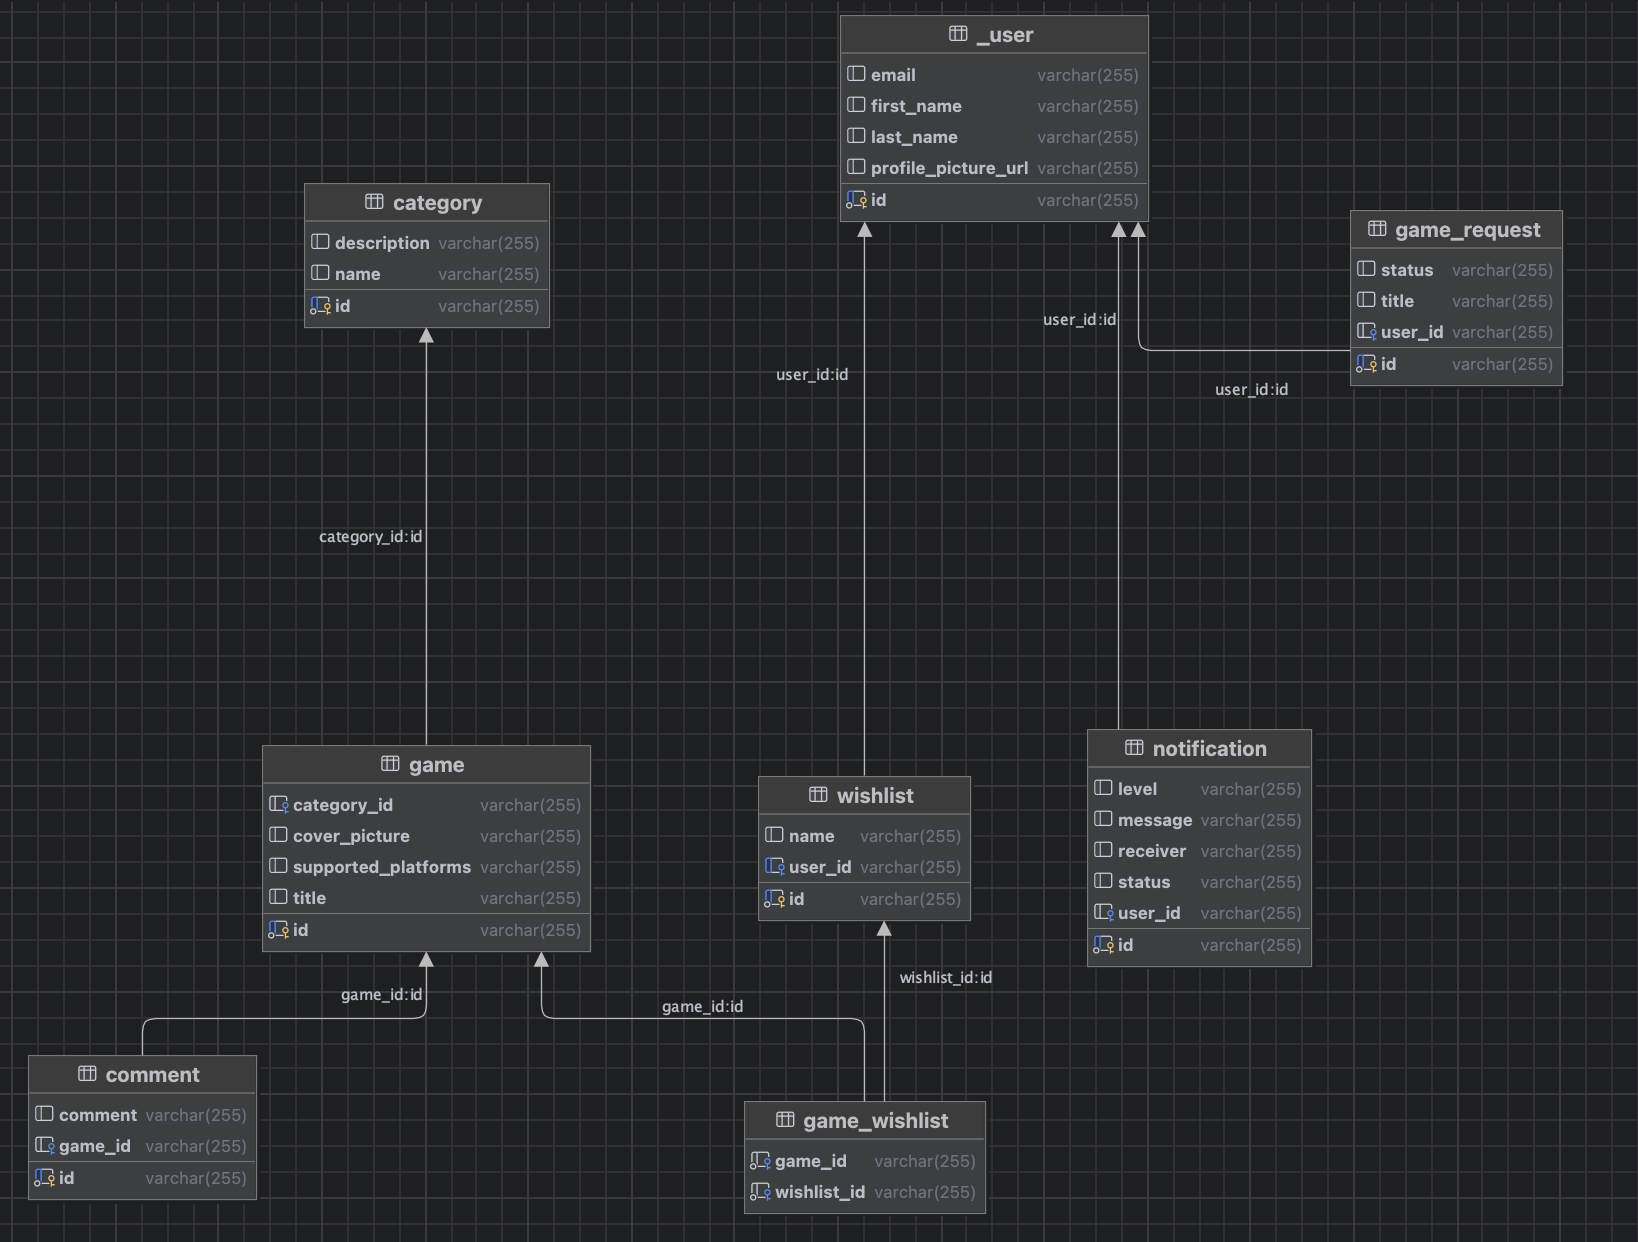 _user
email varchar(255)
first_name varchar(255)
last_name varchar(255)
profile_picture_url varchar(255)
id varchar(255)
category
description varchar(255)
name varchar(255)
id varchar(255)
game_request
status varchar(255)
title varchar(255)
user_id varchar(255)
id varchar(255)
user_id:id
user_id:id
user_id:id
category_id:id
game
category_id varchar(255)
cover_picture varchar(255)
supported_platforms varchar(255)
title varchar(255)
id varchar(255)
wishlist
name varchar(255)
user_id varchar(255)
id varchar(255)
notification
level varchar(255)
message varchar(255)
receiver varchar(255)
status varchar(255)
user_id varchar(255)
id varchar(255)
game_id:id
game_id:id
wishlist_id:id
comment
comment varchar(255)
game_id varchar(255)
id varchar(255)
game_wishlist
game_id varchar(255)
wishlist_id varchar(255)